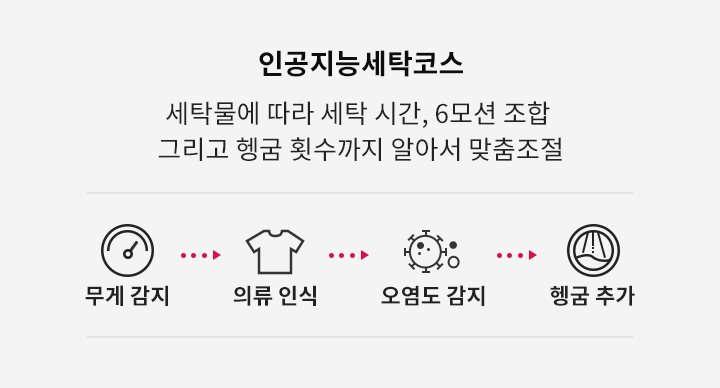 인공지능세탁코스
세탁물에 따라 세탁 시간, 6모션 조합
그리고 헹굼 횟수까지 알아서 맞춤조절
무게 감지 의류 인식 오염도 감지 헹굼 추가